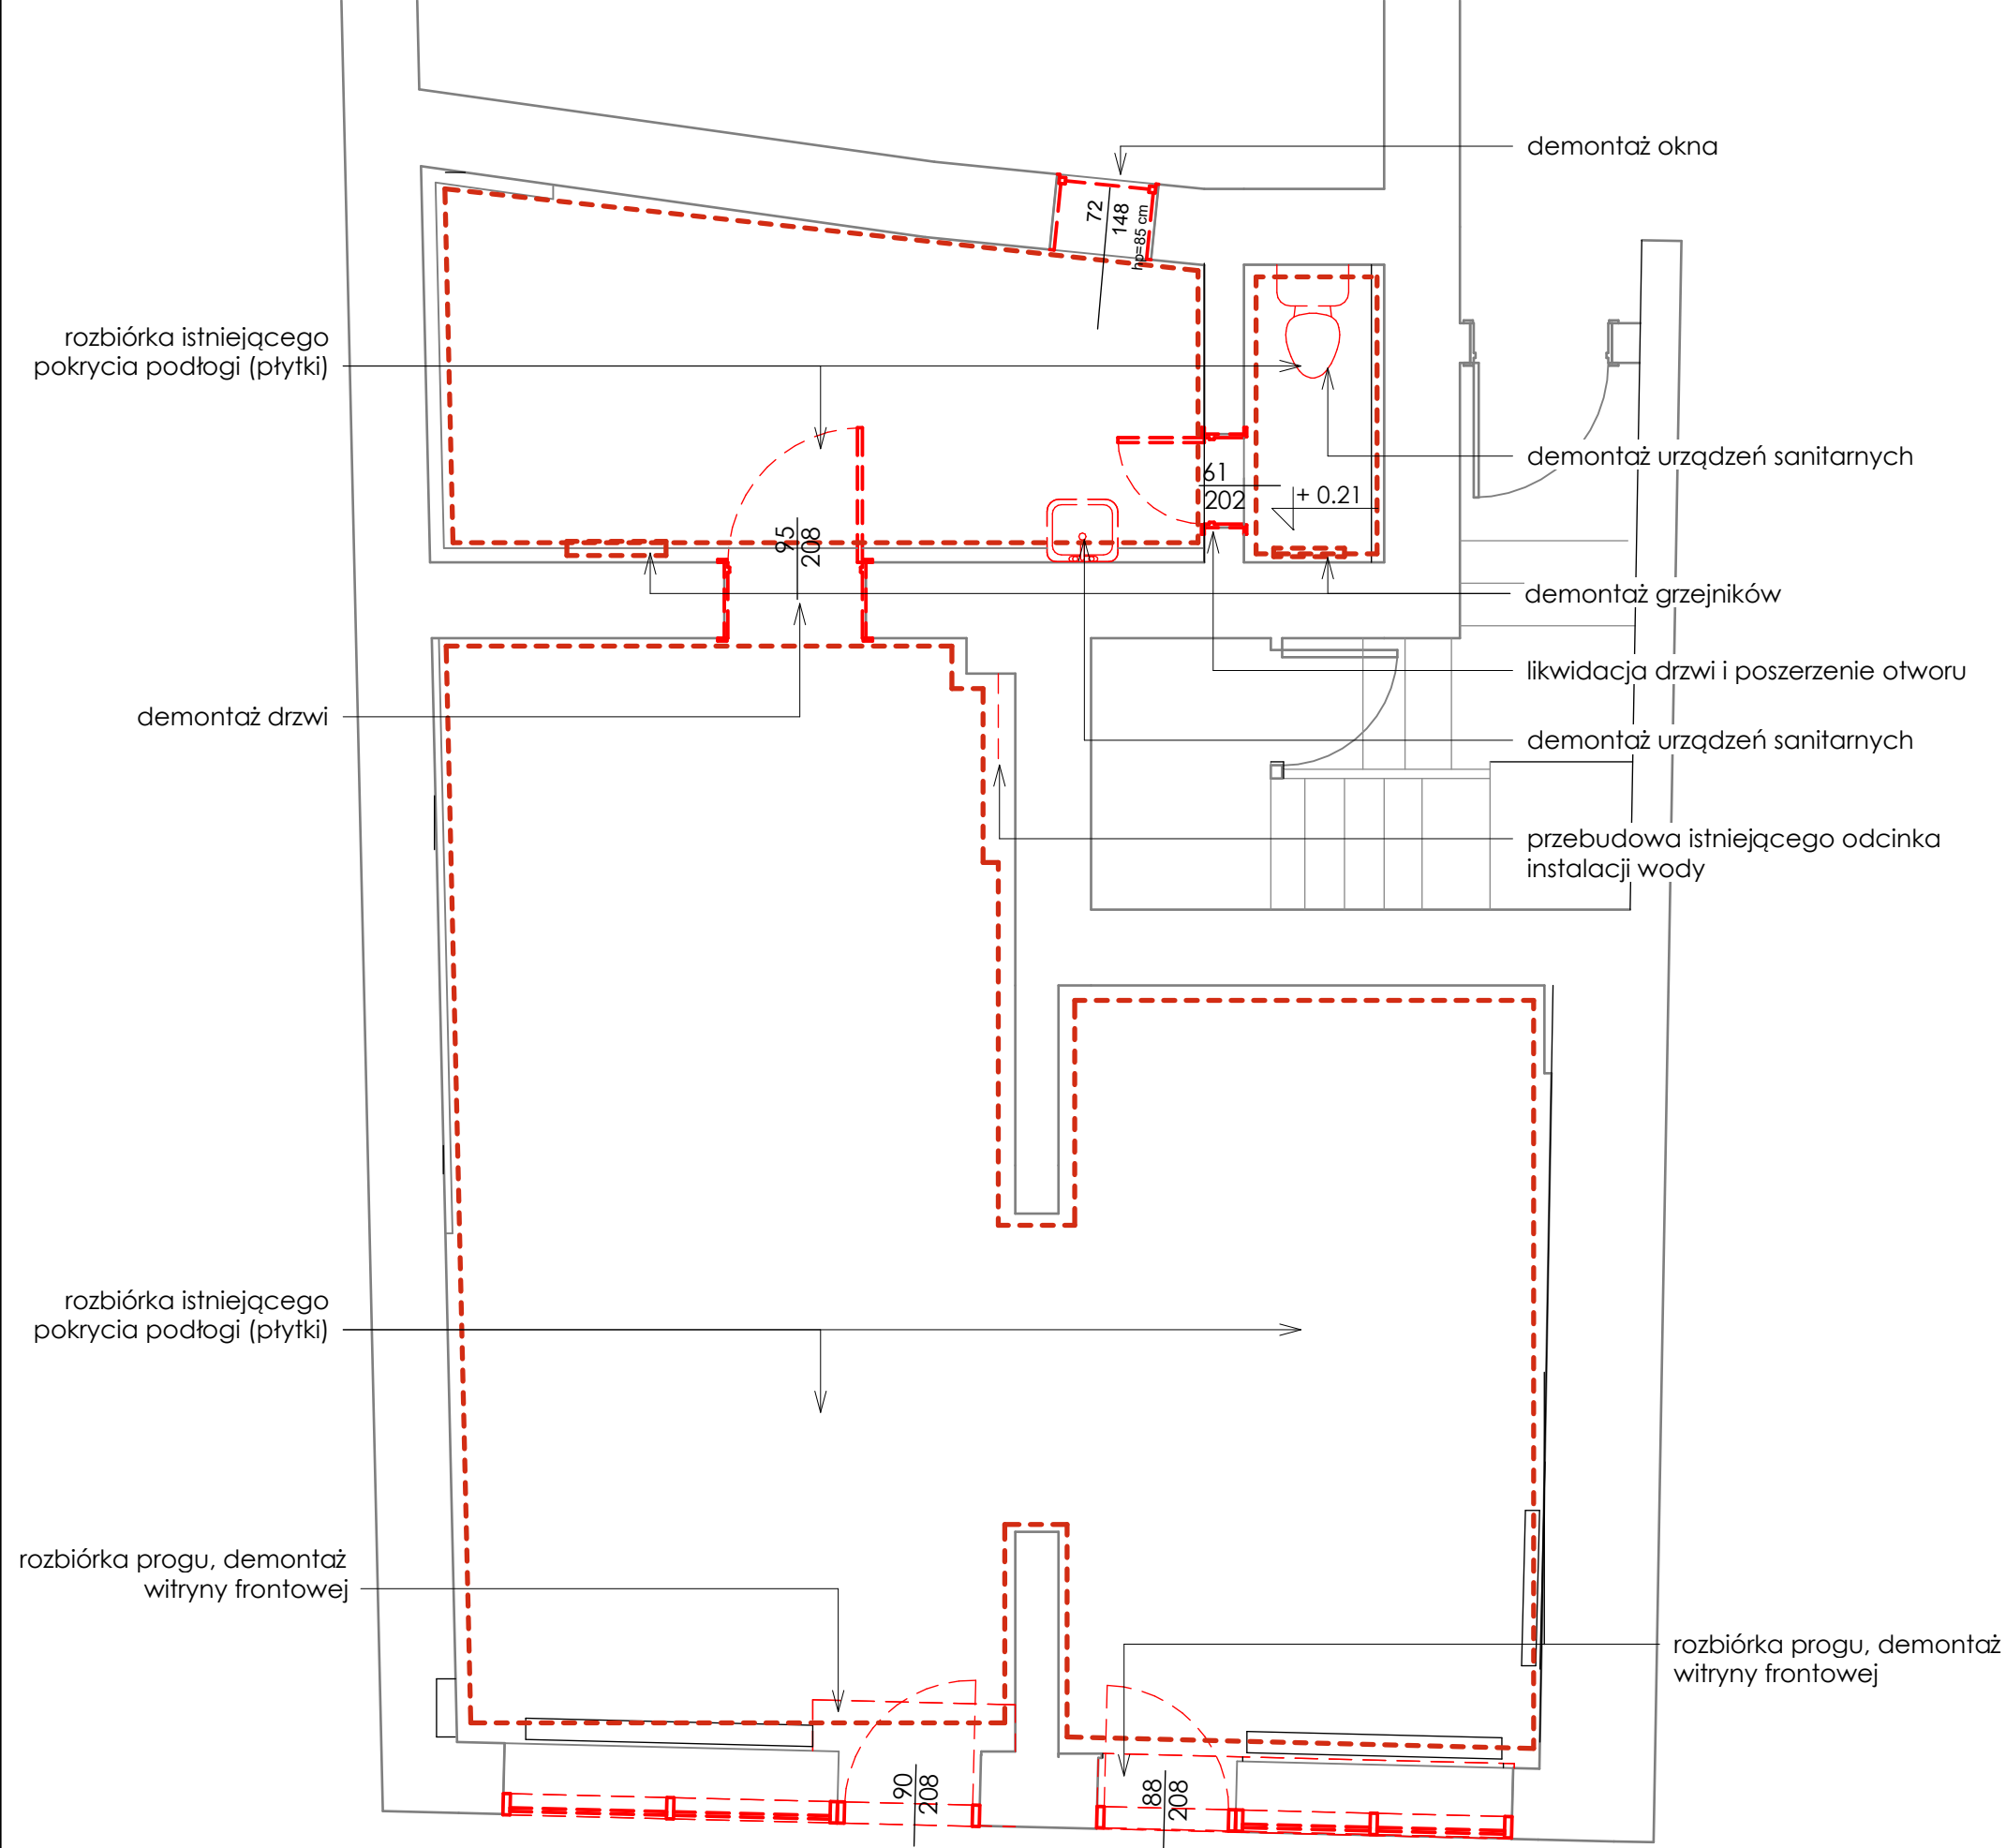 demontaż okna
72
148
hp=85 cm
rozbiórka istniejącego
pokrycia podłogi (płytki)
demontaż urządzeń sanitarnych
61
202
+ 0.21
95
208
demontaż grzejników
likwidacja drzwi i poszerzenie otworu
demontaż drzwi
demontaż urządzeń sanitarnych
przebudowa istniejącego odcinka
instalacji wody
rozbiórka istniejącego
pokrycia podłogi (płytki)
rozbiórka progu, demontaż
witryny frontowej
rozbiórka progu, demontaż
witryny frontowej
90
208
88
208